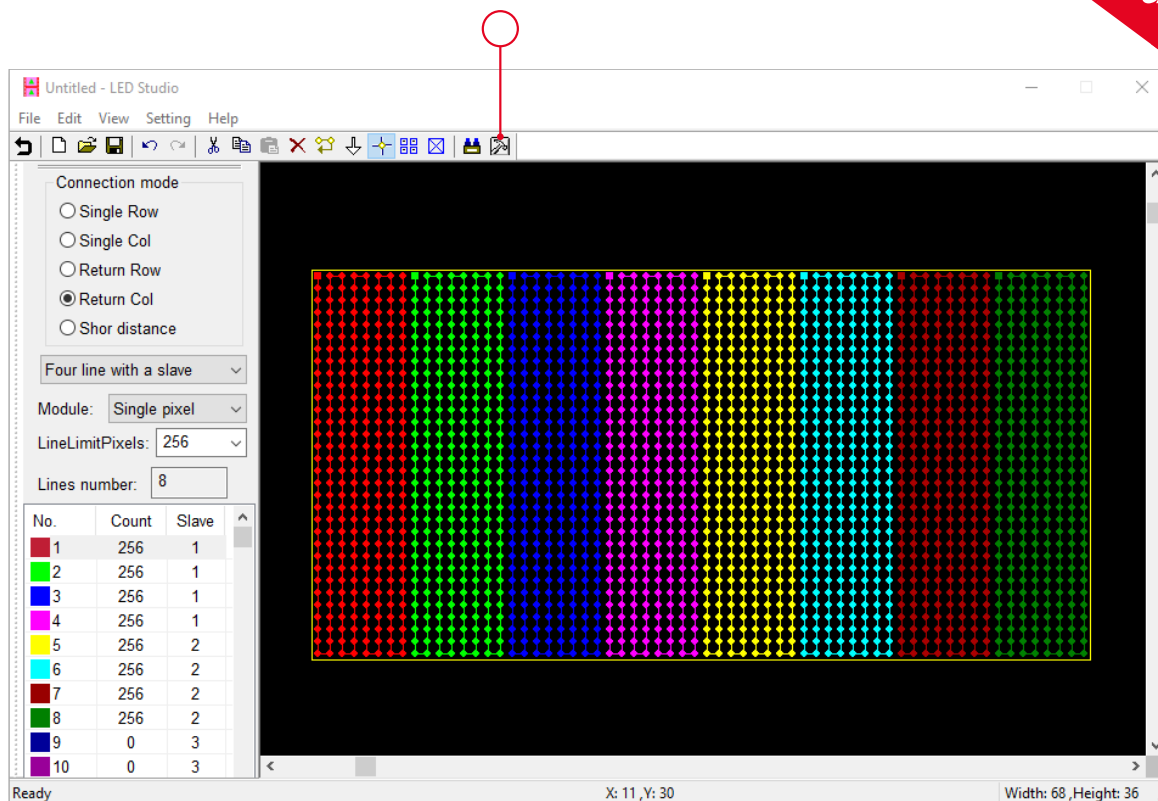 Untitled - LED Studio
File Edit View Setting Help
Connection mode
Single Row
Single Col
Return Row
Return Col
Shor distance
Four line with a slave
Module: Single pixel
LineLimitPixels: 256
Lines number: 8
No. Count Slave
1 256 1
2 256 1
3 256 1
4 256 1
5 256 2
6 256 2
7 256 2
8 256 2
9 0 3
10 0 3
Ready X: 11 ,Y: 30 Width: 68 ,Height: 36